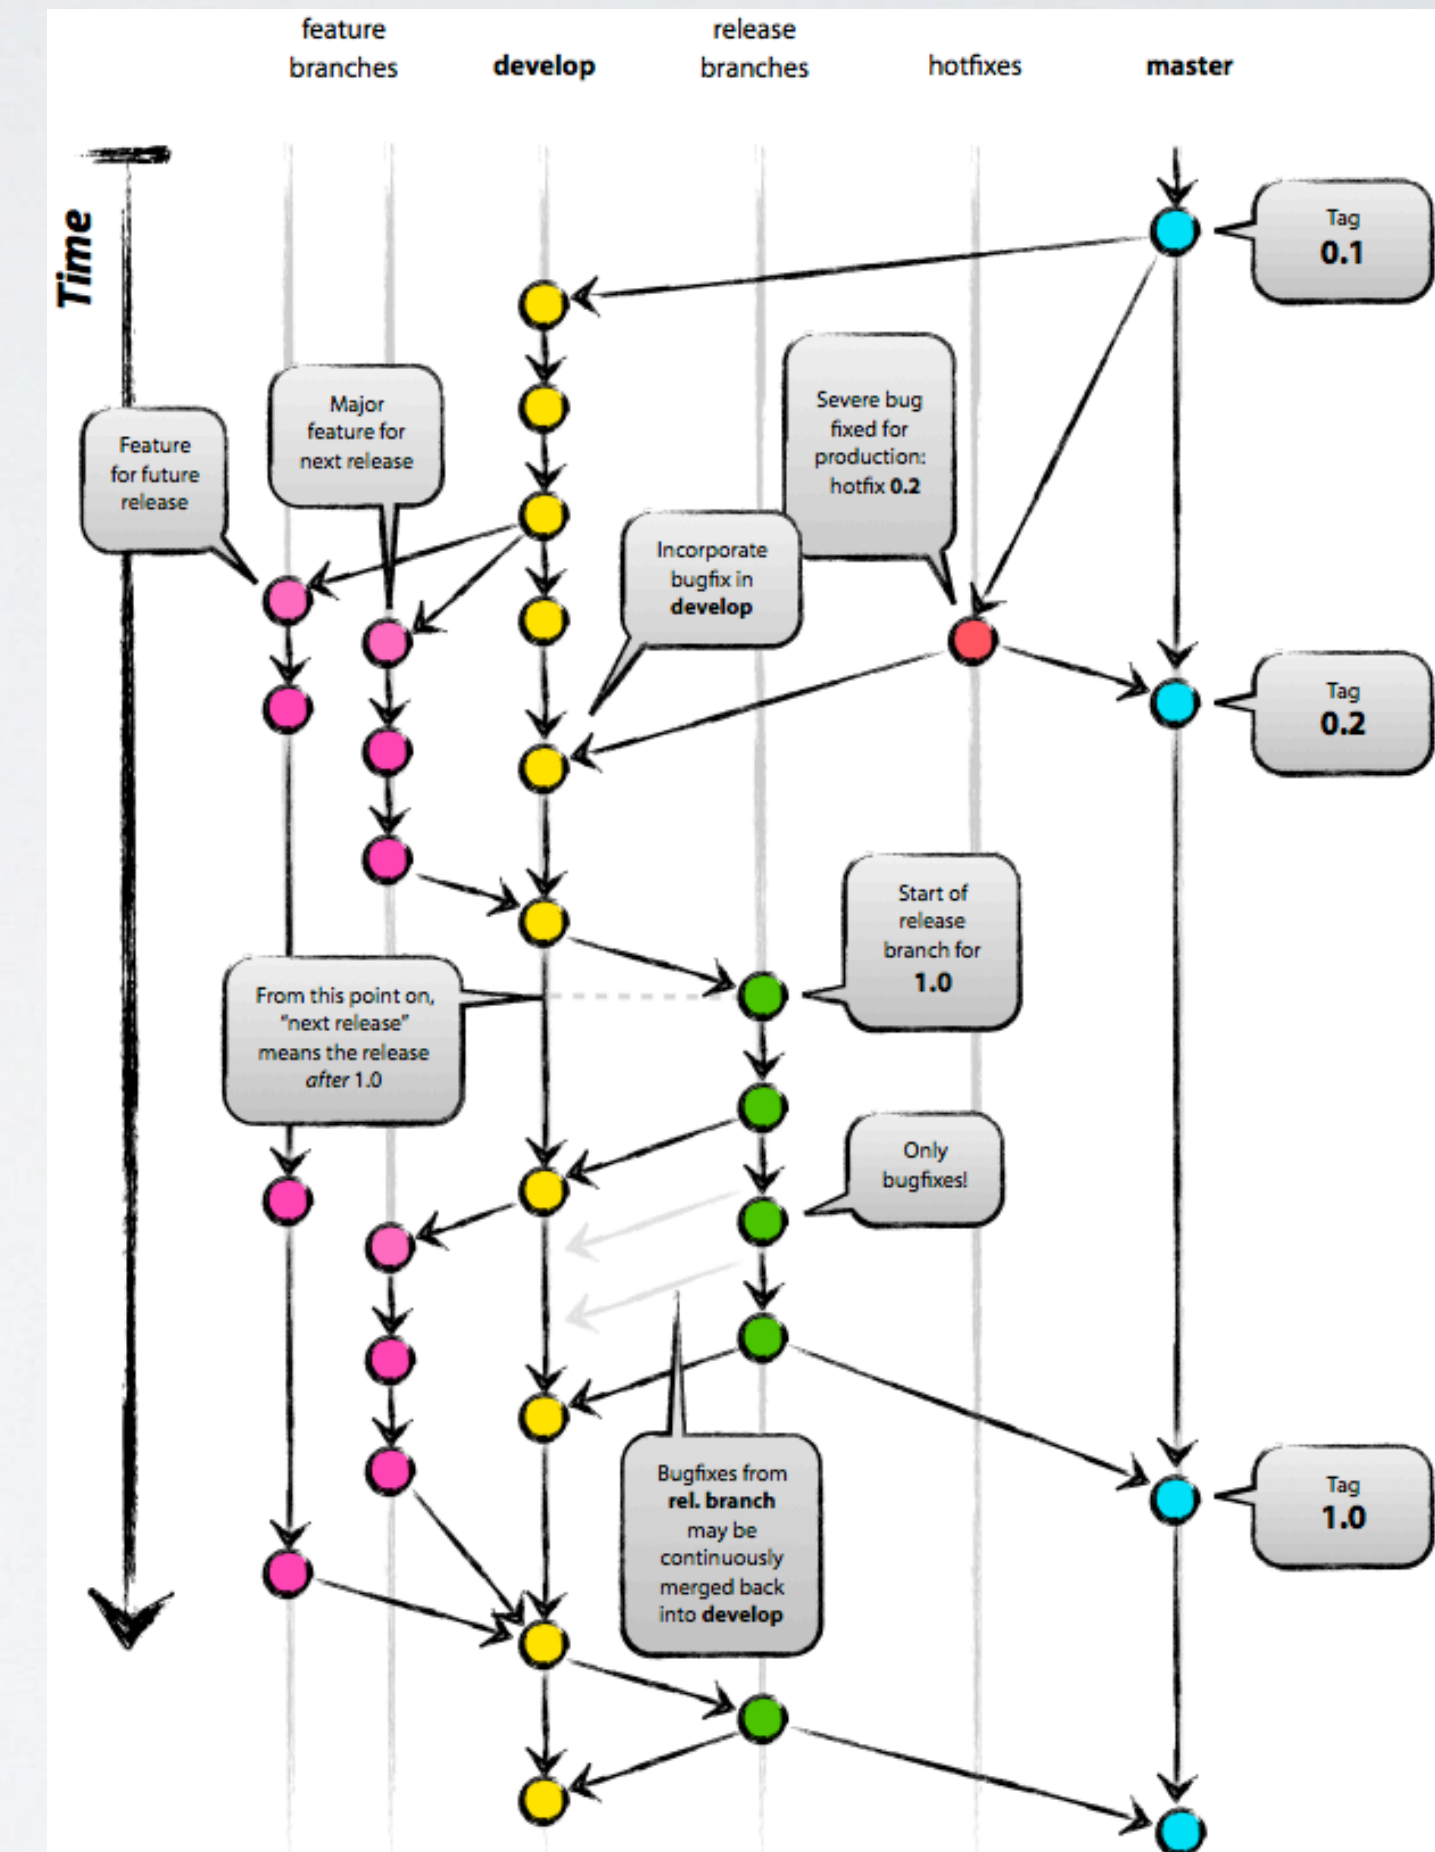 feature
branches
develop
release
branches
hotfixes
master
Time
Tag
0.1
Severe bug
fixed for
production:
hotfix 0.2
Major
feature for
next release
Feature
for future
release
Incorporate
bugfix in
develop
Tag
0.2
Start of
release
branch for
1.0
From this point on,
“next release”
means the release
after 1.0
Only
bugfixes!
Bugfixes from
rel. branch
may be
continuously
merged back
into develop
Tag
1.0